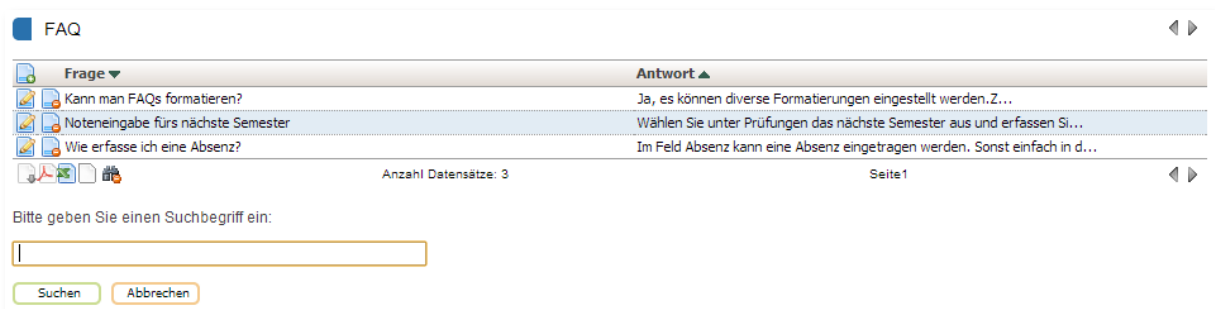 FAQ
Frage Antwort
Kann man FAQs formatieren? Ja, es können diverse Formatierungen eingestellt werden.Z...
Noteneingabe fürs nächste Semester Wählen Sie unter Prüfungen das nächste Semester aus und erfassen Si...
Wie erfasse ich eine Absenz? Im Feld Absenz kann eine Absenz eingetragen werden. Sonst einfach in d...
Anzahl Datensätze: 3 Seite1
Bitte geben Sie einen Suchbegriff ein:
Suchen Abbrechen